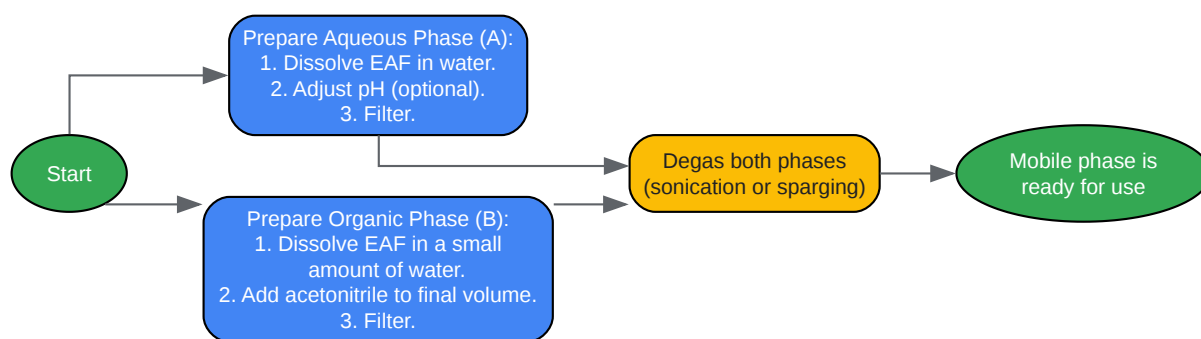 Start
Prepare Aqueous Phase (A):
1. Dissolve EAF in water.
2. Adjust pH (optional).
3. Filter.
Prepare Organic Phase (B):
1. Dissolve EAF in a small
amount of water.
2. Add acetonitrile to final volume.
3. Filter.
Degas both phases
(sonication or sparging)
Mobile phase is
ready for use